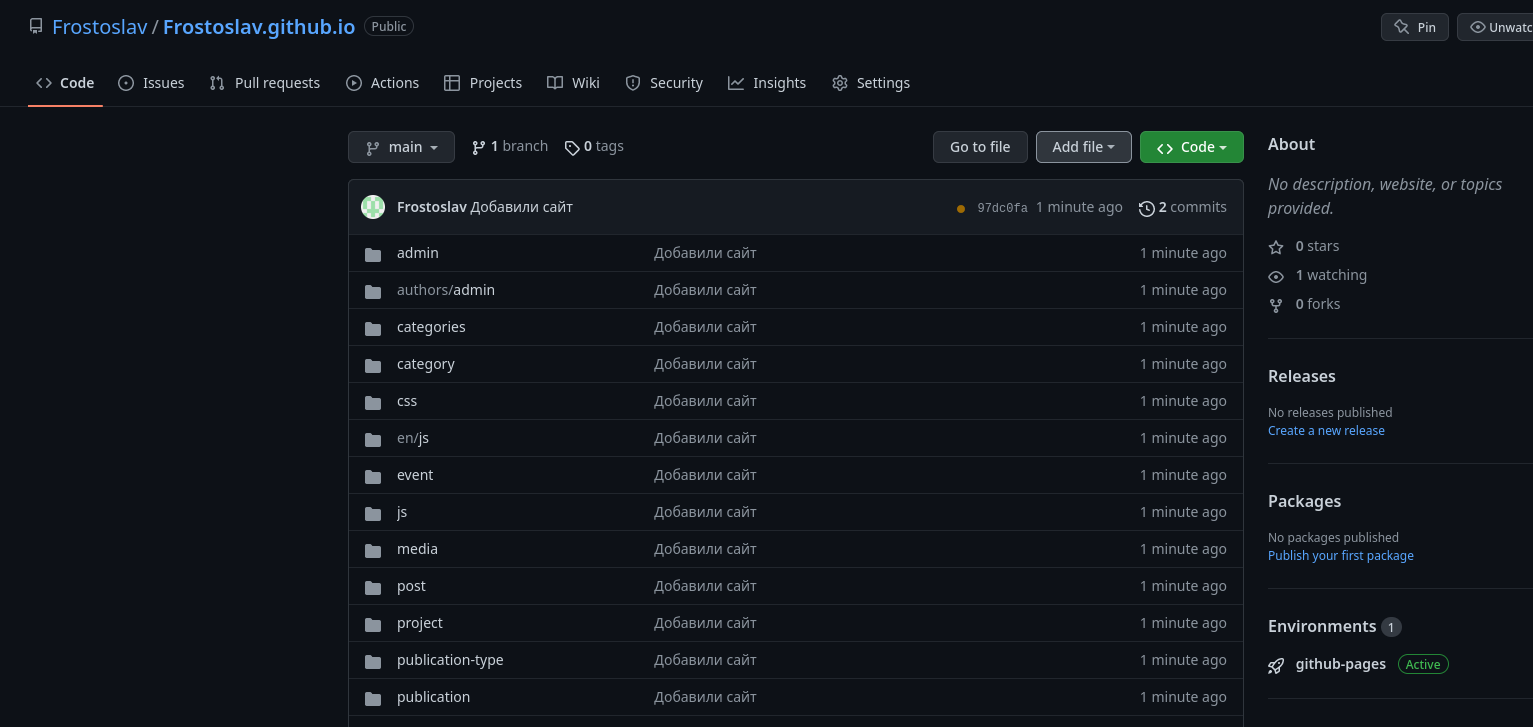 Frostoslav / Frostoslav.github.io Public Pin Unwatc
Code Issues Pull requests Actions Projects Wiki Security Insights Settings
main 1 branch 0 tags Go to file Add file Code
Frostoslav Добавили сайт 97dc0fa 1 minute ago 2 commits
admin Добавили сайт 1 minute ago
authors/admin Добавили сайт 1 minute ago
categories Добавили сайт 1 minute ago
category Добавили сайт 1 minute ago
css Добавили сайт 1 minute ago
en/js Добавили сайт 1 minute ago
event Добавили сайт 1 minute ago
js Добавили сайт 1 minute ago
media Добавили сайт 1 minute ago
post Добавили сайт 1 minute ago
project Добавили сайт 1 minute ago
publication-type Добавили сайт 1 minute ago
publication Добавили сайт 1 minute ago
About
No description, website, or topics
provided.
0 stars
1 watching
0 forks
Releases
No releases published
Create a new release
Packages
No packages published
Publish your first package
Environments 1
github-pages Active